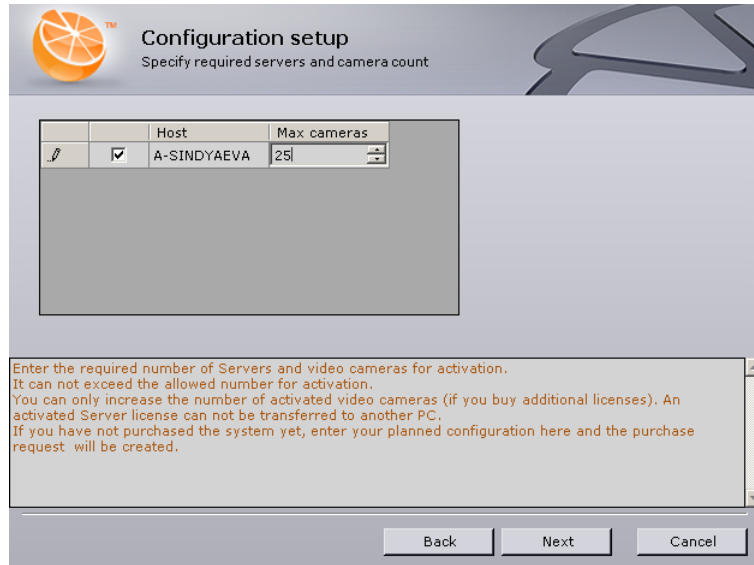 TM
Configuration setup
Specify required servers and camera count
Host Max cameras
A-SINDYAEVA 25
Enter the required number of Servers and video cameras for activation.
It can not exceed the allowed number for activation.
You can only increase the number of activated video cameras (if you buy additional licenses). An
activated Server license can not be transferred to another PC.
If you have not purchased the system yet, enter your planned configuration here and the purchase
request will be created.
Back Next Cancel